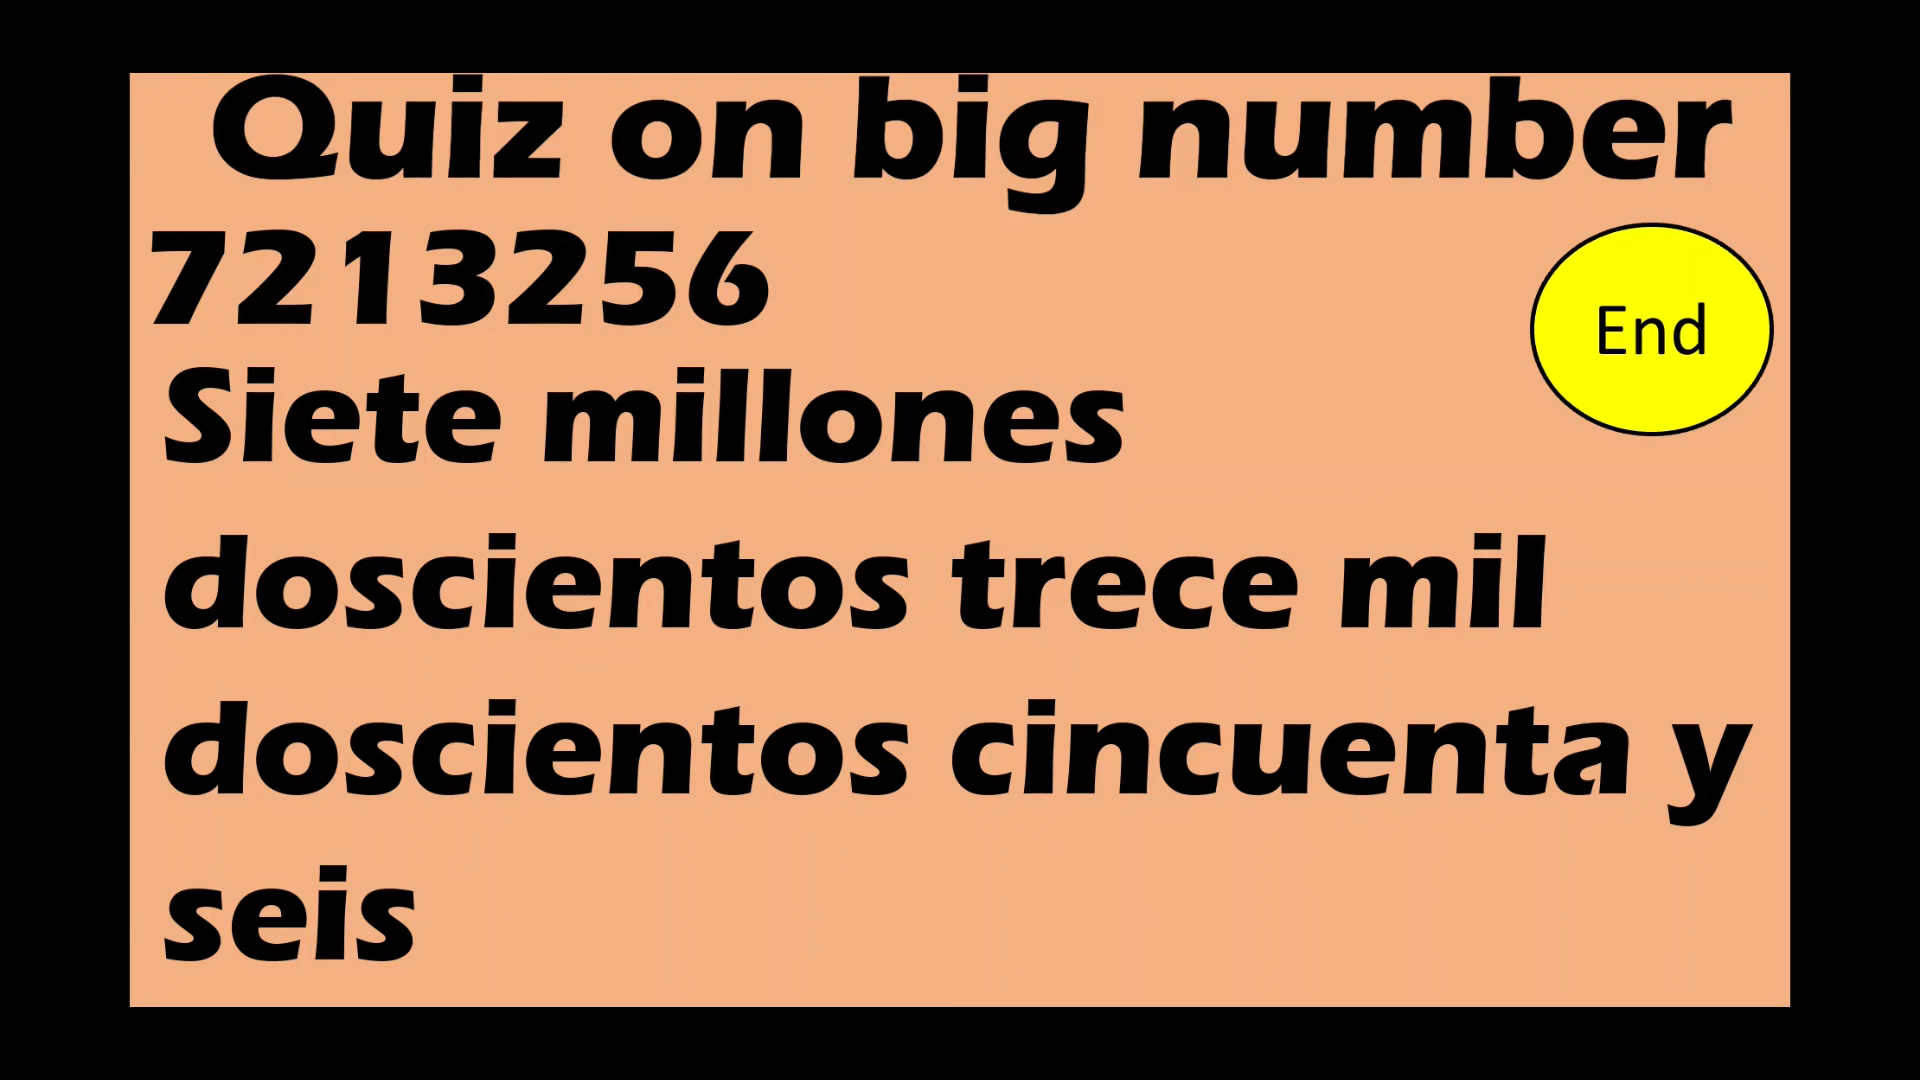 Quiz on big number
7213256
End
Siete millones
doscientos trece mil
doscientos cincuenta y
seis